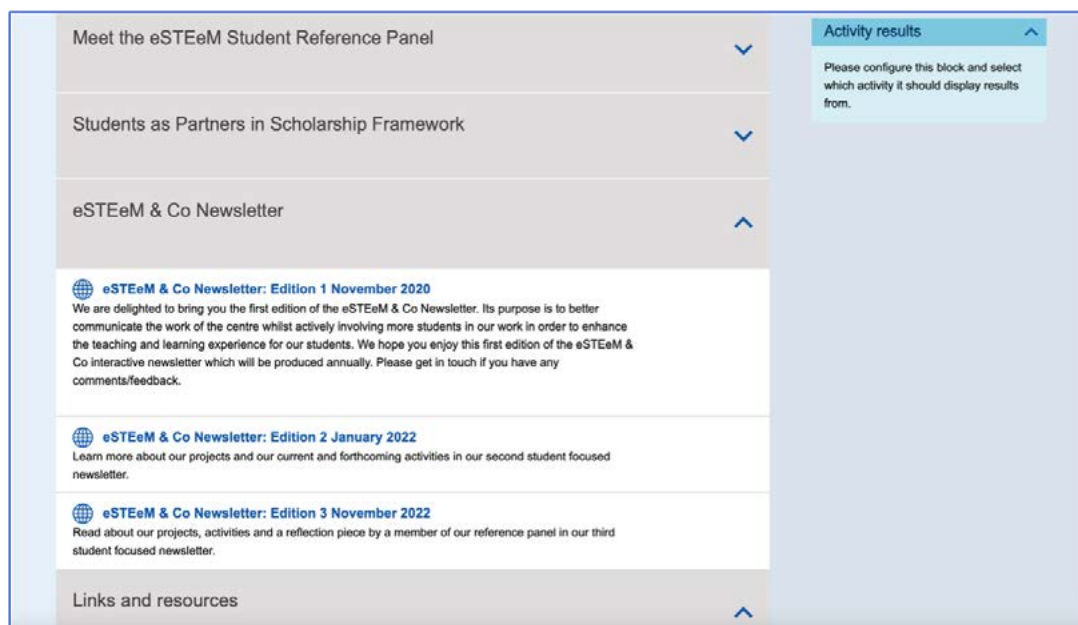 Meet the eSTEeM Student Reference Panel
Students as Partners in Scholarship Framework
eSTEeM & Co Newsletter
eSTEeM & Co Newsletter: Edition 1 November 2020
We are delighted to bring you the first edition of the eSTEeM & Co Newsletter. Its purpose is to better
communicate the work of the centre whilst actively involving more students in our work in order to enhance
the teaching and learning experience for our students. We hope you enjoy this first edition of the eSTEeM &
Co interactive newsletter which will be produced annually. Please get in touch if you have any
comments/feedback.
eSTEeM & Co Newsletter: Edition 2 January 2022
Learn more about our projects and our current and forthcoming activities in our second student focused
newsletter.
eSTEeM & Co Newsletter: Edition 3 November 2022
Read about our projects, activities and a reflection piece by a member of our reference panel in our third
student focused newsletter.
Links and resources
Activity results
Please configure this block and select
which activity it should display results
from.